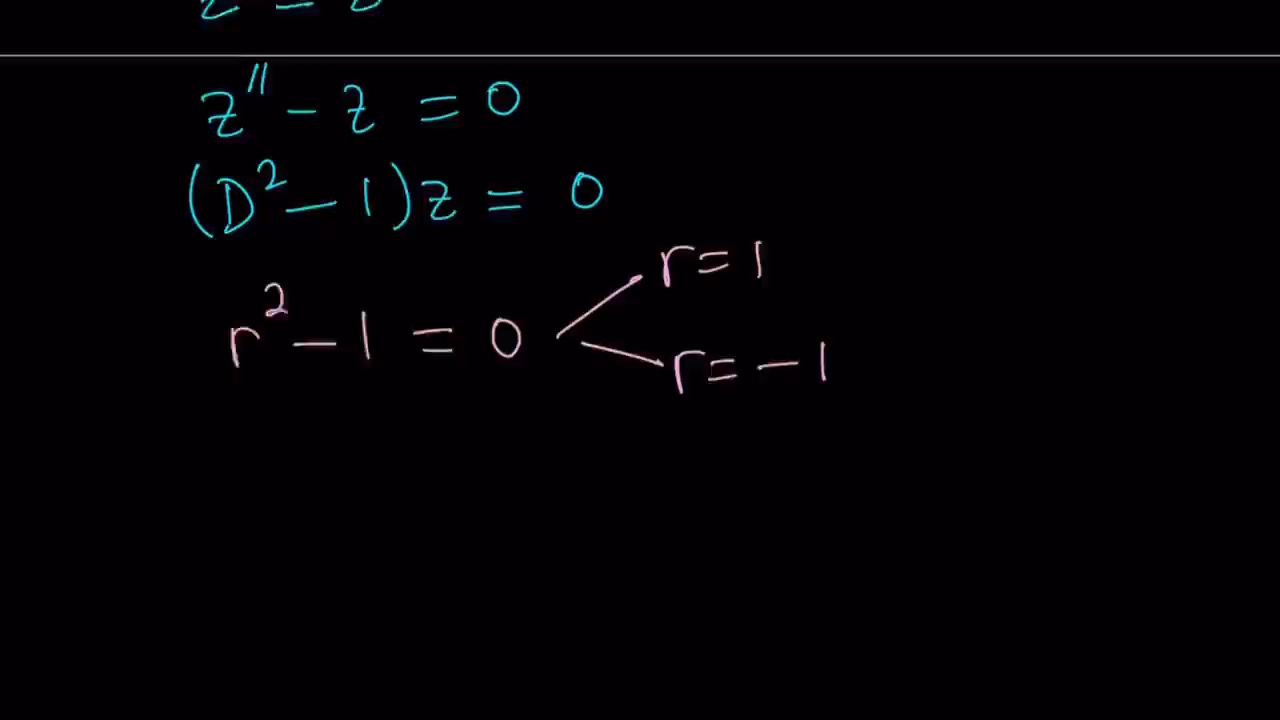 z'' - z = 0
(D² - 1)z = 0
r = 1
r² - 1 = 0
r = - 1